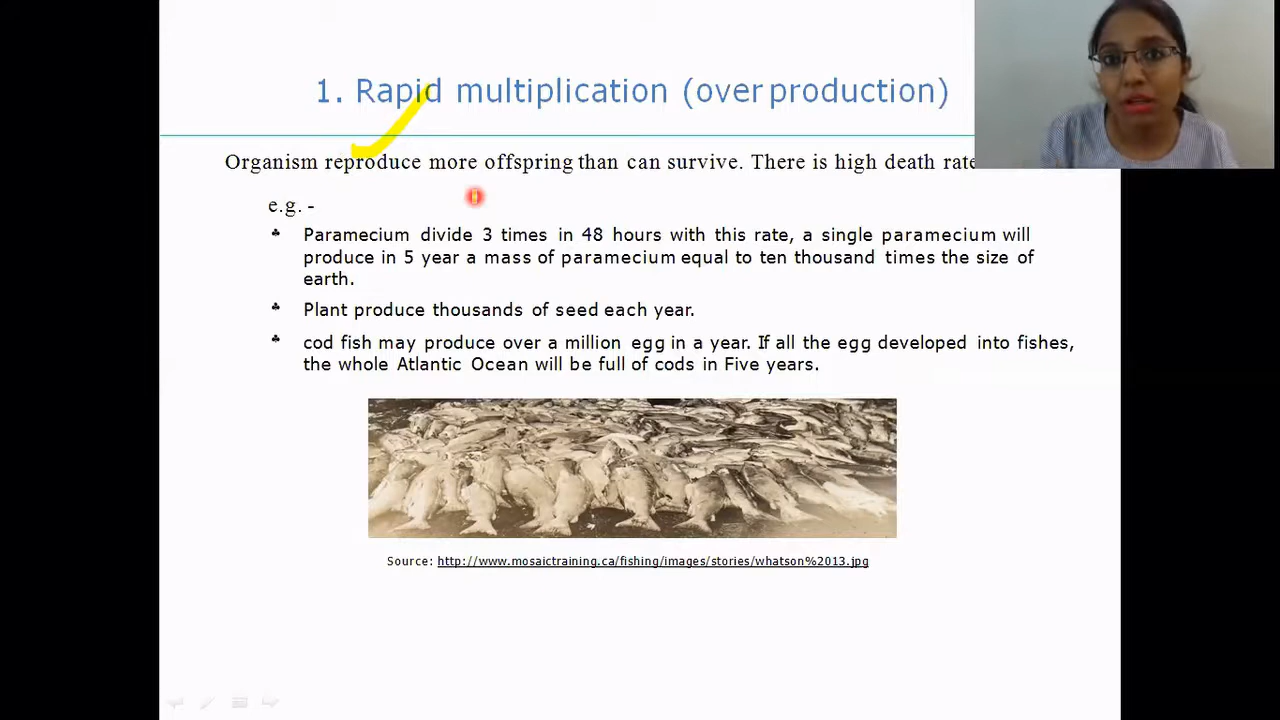 1. Rapid multiplication (over production)
Organism reproduce more offspring than can survive. There is high death rate
e.g. -
♣ Paramecium divide 3 times in 48 hours with this rate, a single paramecium will
produce in 5 year a mass of paramecium equal to ten thousand times the size of
earth.
♣ Plant produce thousands of seed each year.
♣ cod fish may produce over a million egg in a year. If all the egg developed into fishes,
the whole Atlantic Ocean will be full of cods in Five years.
Source: http://www.mosaictraining.ca/fishing/images/stories/whatson%2013.jpg